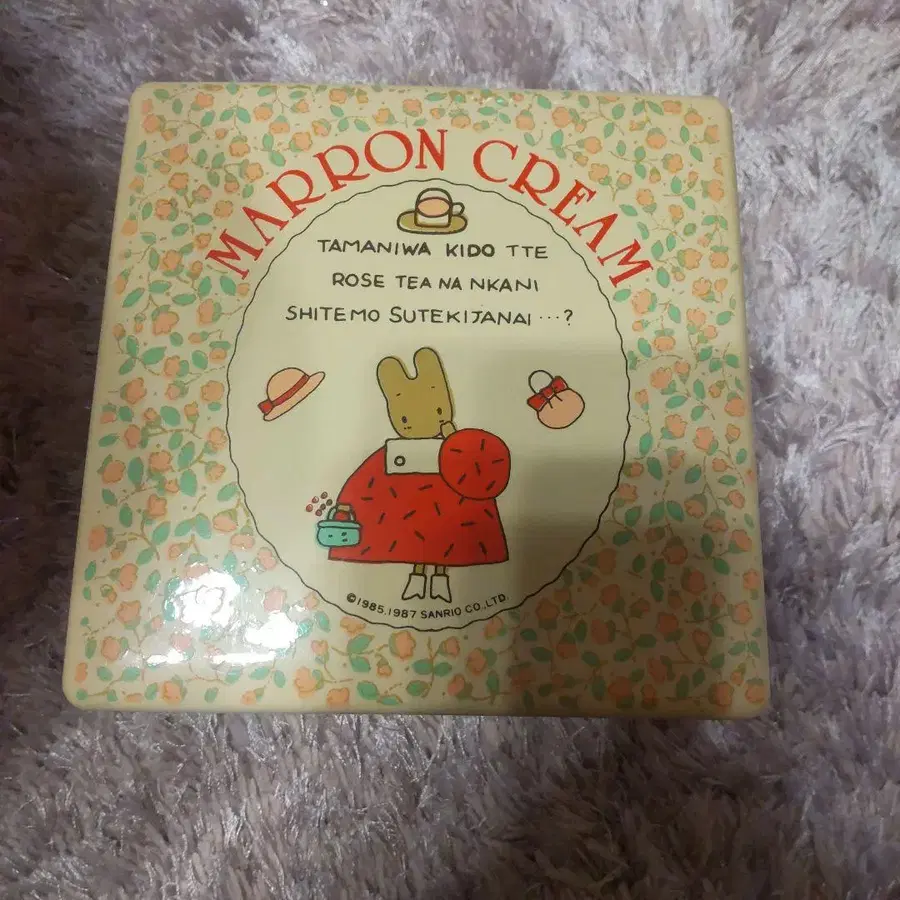 MARRON CREAM
TAMANIWA KIDO TTE
ROSE TEA NA NKANI
SHITEMO SUTEKIJANAI ...?
©1985,1987 SANRIO CO.,LTD.